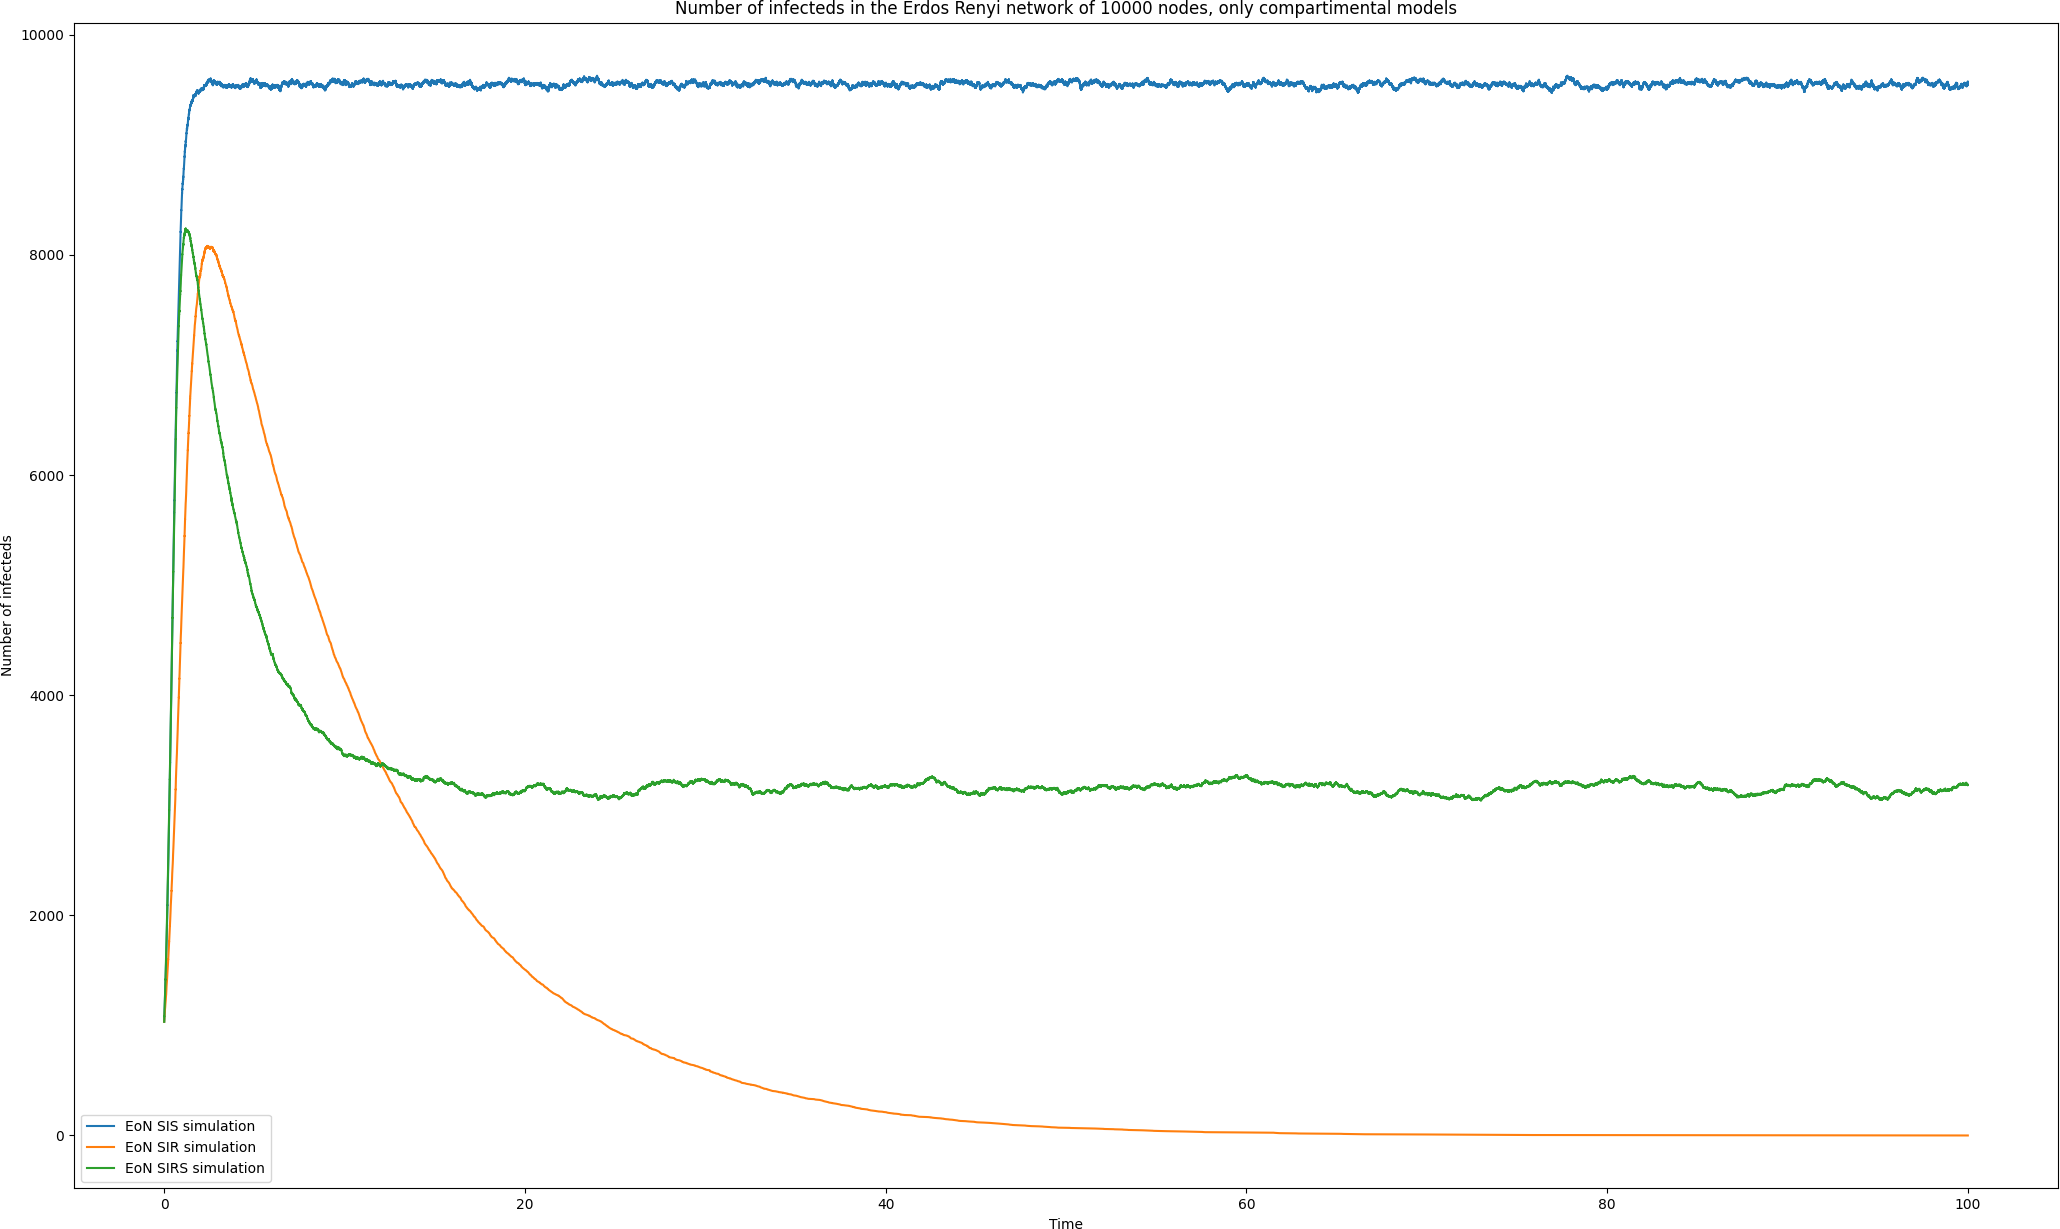 Number of infecteds in the Erdos Renyi network of 10000 nodes, only compartimental models
10000
8000
6000
4000
2000
0
Number of infecteds
EoN SIS simulation
EoN SIR simulation
EoN SIRS simulation
0 20 40 60 80 100
Time